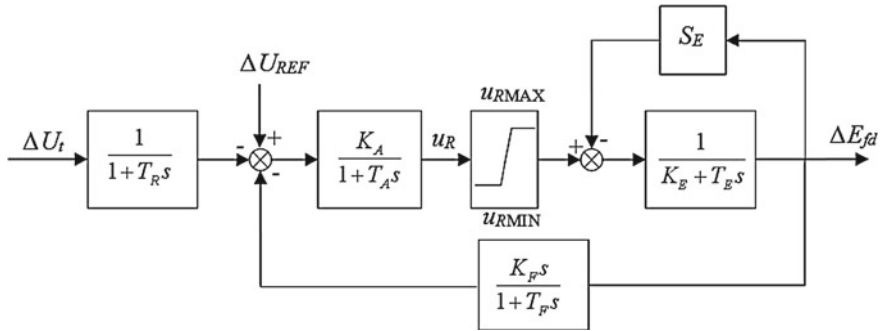 S_E
ΔU_REF
u_RMAX
ΔU_t
1
1+T_R s
-
+
-
K_A
1+T_A s
u_R
+
-
1
K_E+T_E s
ΔE_fd
u_RMIN
K_F s
1+T_F s